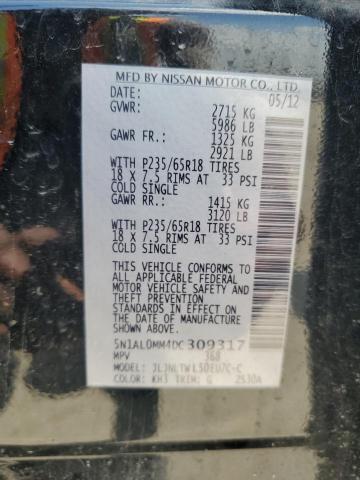 MFD BY NISSAN MOTOR CO., LTD.
DATE: 05/12
GVWR: 2715 KG
5986 LB
GAWR FR.: 1325 KG
2921 LB
WITH P235/65R18 TIRES
18 X 7.5 RIMS AT 33 PSI
COLD SINGLE
GAWR RR.: 1415 KG
3120 LB
WITH P235/65R18 TIRES
18 X 7.5 RIMS AT 33 PSI
COLD SINGLE
THIS VEHICLE CONFORMS TO
ALL APPLICABLE FEDERAL
MOTOR VEHICLE SAFETY AND
THEFT PREVENTION
STANDARDS IN EFFECT ON
THE DATE OF MANUFACTURE
SHOWN ABOVE.
5N1AL0MM4DC 309317
MPV 368
MODEL: JLJNLTWL50EU7C-C
COLOR: KH3 TRIM: G 2530A